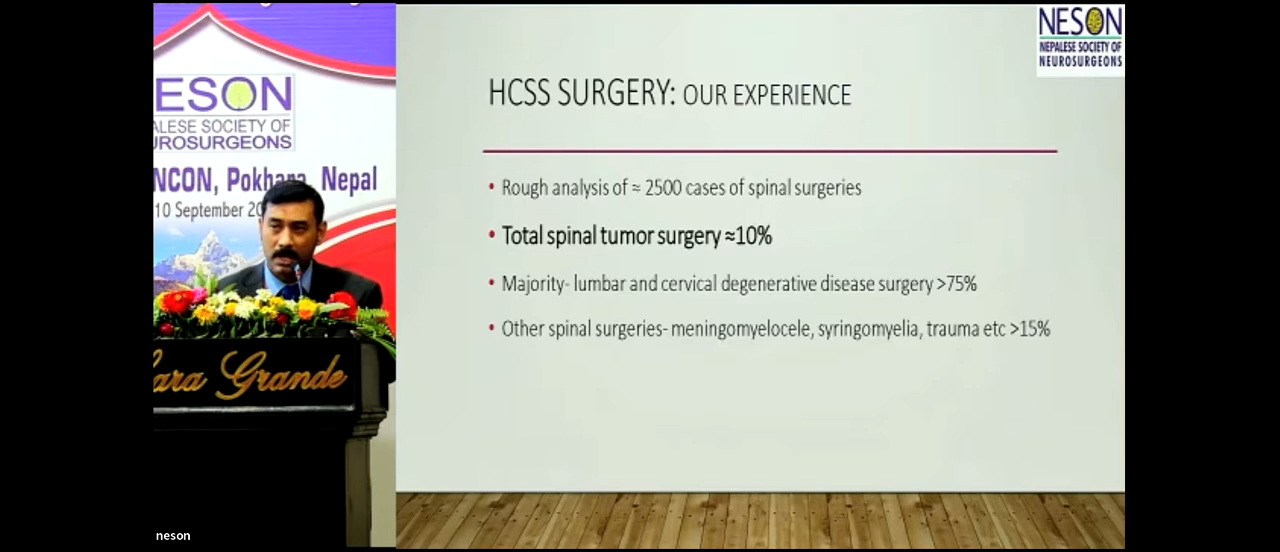 ESON
ALESE SOCIETY OF
UROSURGEONS
NCON, Pokhara, Nepal
10 September 20
ara Grande
neson
NESON
NEPALESE SOCIETY OF
NEUROSURGEONS
HCSS SURGERY: OUR EXPERIENCE
• Rough analysis of ≈ 2500 cases of spinal surgeries
• Total spinal tumor surgery ≈10%
• Majority- lumbar and cervical degenerative disease surgery >75%
• Other spinal surgeries- meningomyelocele, syringomyelia, trauma etc >15%